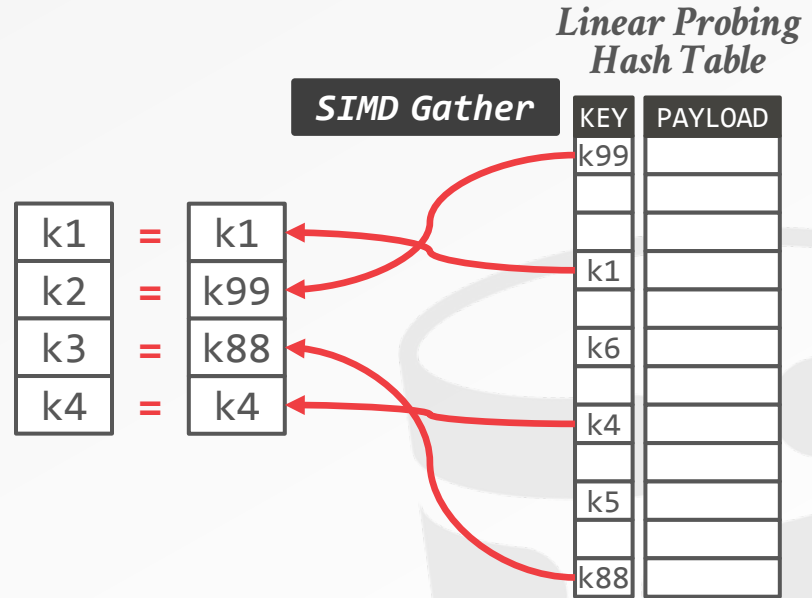 Linear Probing
Hash Table
SIMD Gather
KEY PAYLOAD
k99
k1 = k1
k2 = k99
k3 = k88
k4 = k4
k1
k6
k4
k5
k88